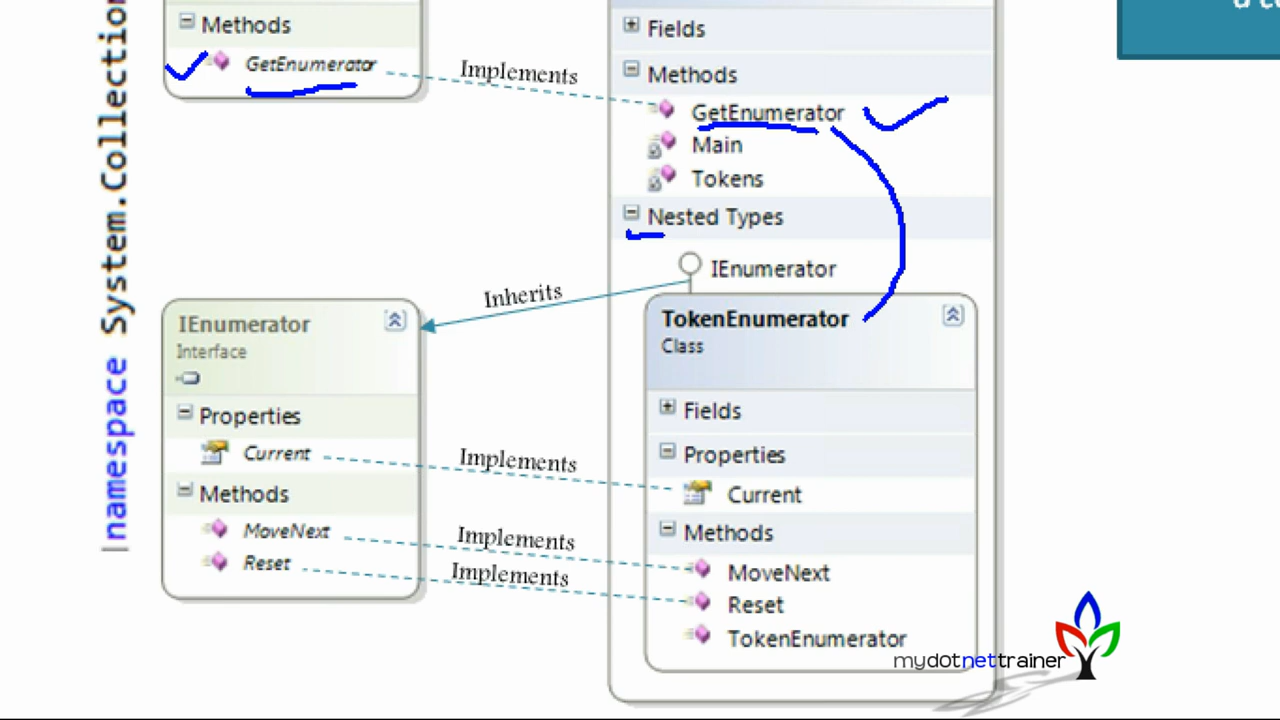 namespace System.Collection
Methods
GetEnumerator
Implements
Fields
Methods
GetEnumerator
Main
Tokens
Nested Types
IEnumerator
Inherits
IEnumerator
Interface
Properties
Current
Methods
MoveNext
Reset
Implements
Implements
Implements
TokenEnumerator
Class
Fields
Properties
Current
Methods
MoveNext
Reset
TokenEnumerator
mydotnettrainer